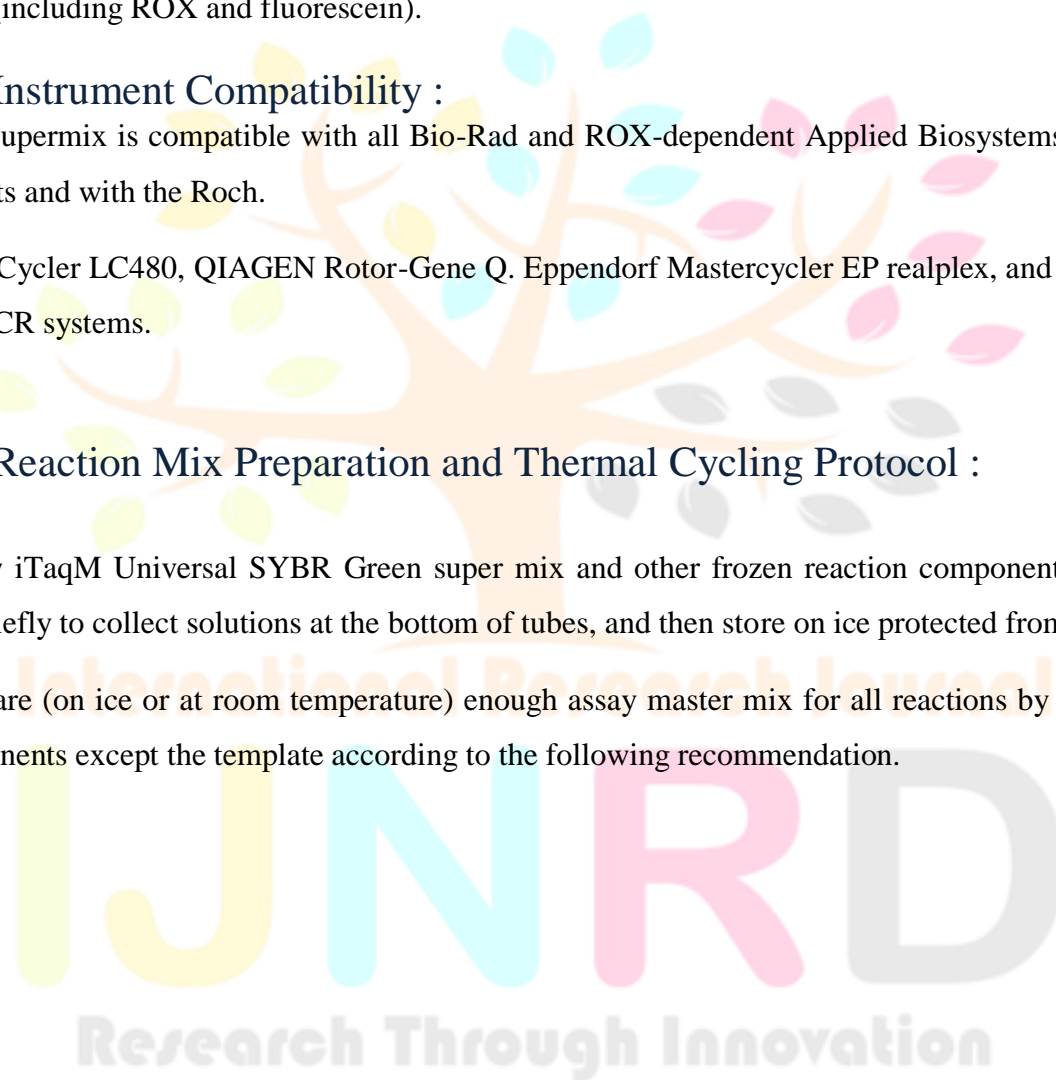 including ROX and fluorescein).
Instrument Compatibility :
upermix is compatible with all Bio-Rad and ROX-dependent Applied Biosystems
ts and with the Roch.
Cycler LC480, QIAGEN Rotor-Gene Q. Eppendorf Mastercycler EP realplex, and
CR systems.
Reaction Mix Preparation and Thermal Cycling Protocol :
iTaqM Universal SYBR Green super mix and other frozen reaction component
iefly to collect solutions at the bottom of tubes, and then store on ice protected from
International Research Journal
are (on ice or at room temperature) enough assay master mix for all reactions by
nents except the template according to the following recommendation.
IJNRD
Research Through Innovation